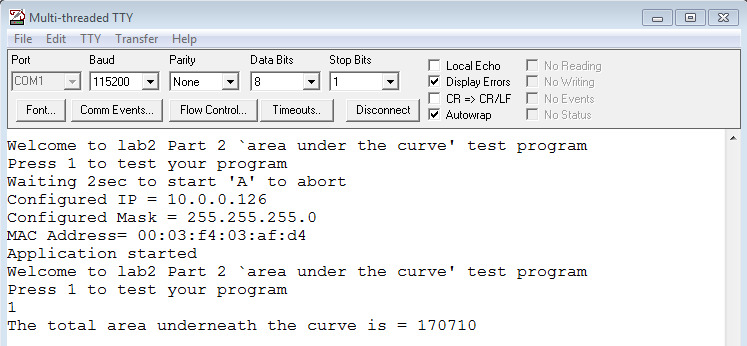 Multi-threaded TTY
File Edit TTY Transfer Help
Port Baud Parity Data Bits Stop Bits
COM1 115200 None 8 1
Local Echo No Reading
Display Errors No Writing
CR => CR/LF No Events
Autowrap No Status
Font... Comm Events... Flow Control... Timeouts.. Disconnect
Welcome to lab2 Part 2 `area under the curve' test program
Press 1 to test your program
Waiting 2sec to start 'A' to abort
Configured IP = 10.0.0.126
Configured Mask = 255.255.255.0
MAC Address= 00:03:f4:03:af:d4
Application started
Welcome to lab2 Part 2 `area under the curve' test program
Press 1 to test your program
1
The total area underneath the curve is = 170710